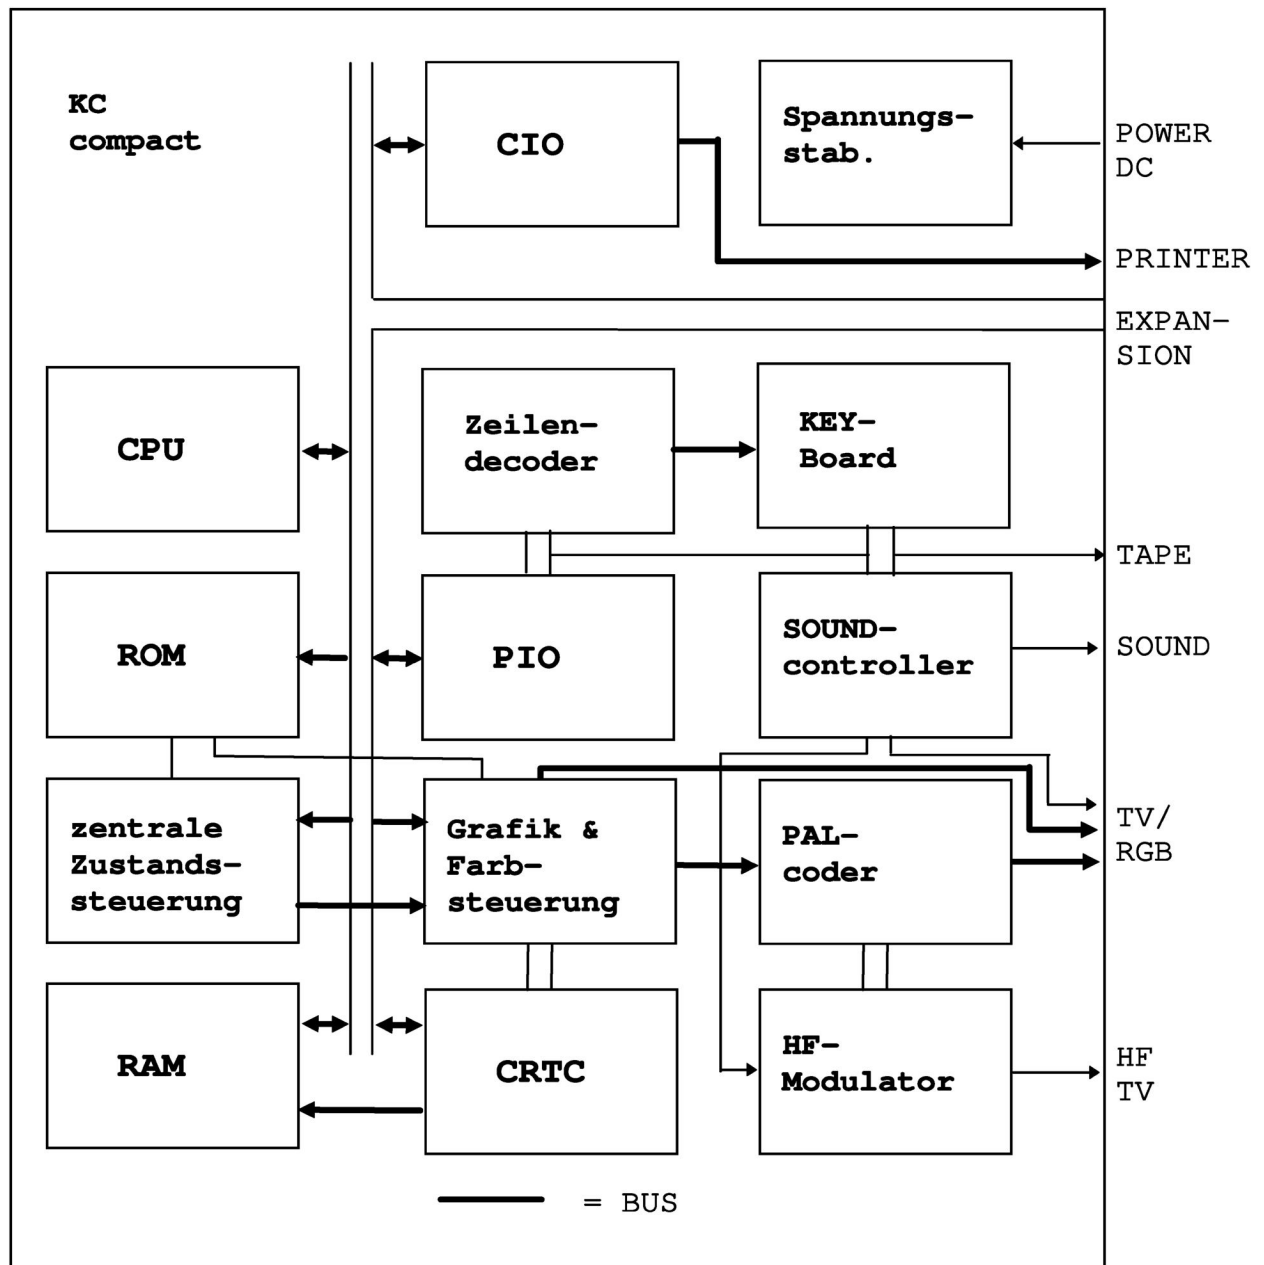 KC
compact
CIO
Spannungs-
stab.
POWER
DC
PRINTER
EXPAN-
SION
CPU
Zeilen-
decoder
KEY-
Board
TAPE
ROM
PIO
SOUND-
controller
SOUND
zentrale
Zustands-
steuerung
Grafik &
Farb-
steuerung
PAL-
coder
TV/
RGB
RAM
CRTC
HF-
Modulator
HF
TV
= BUS